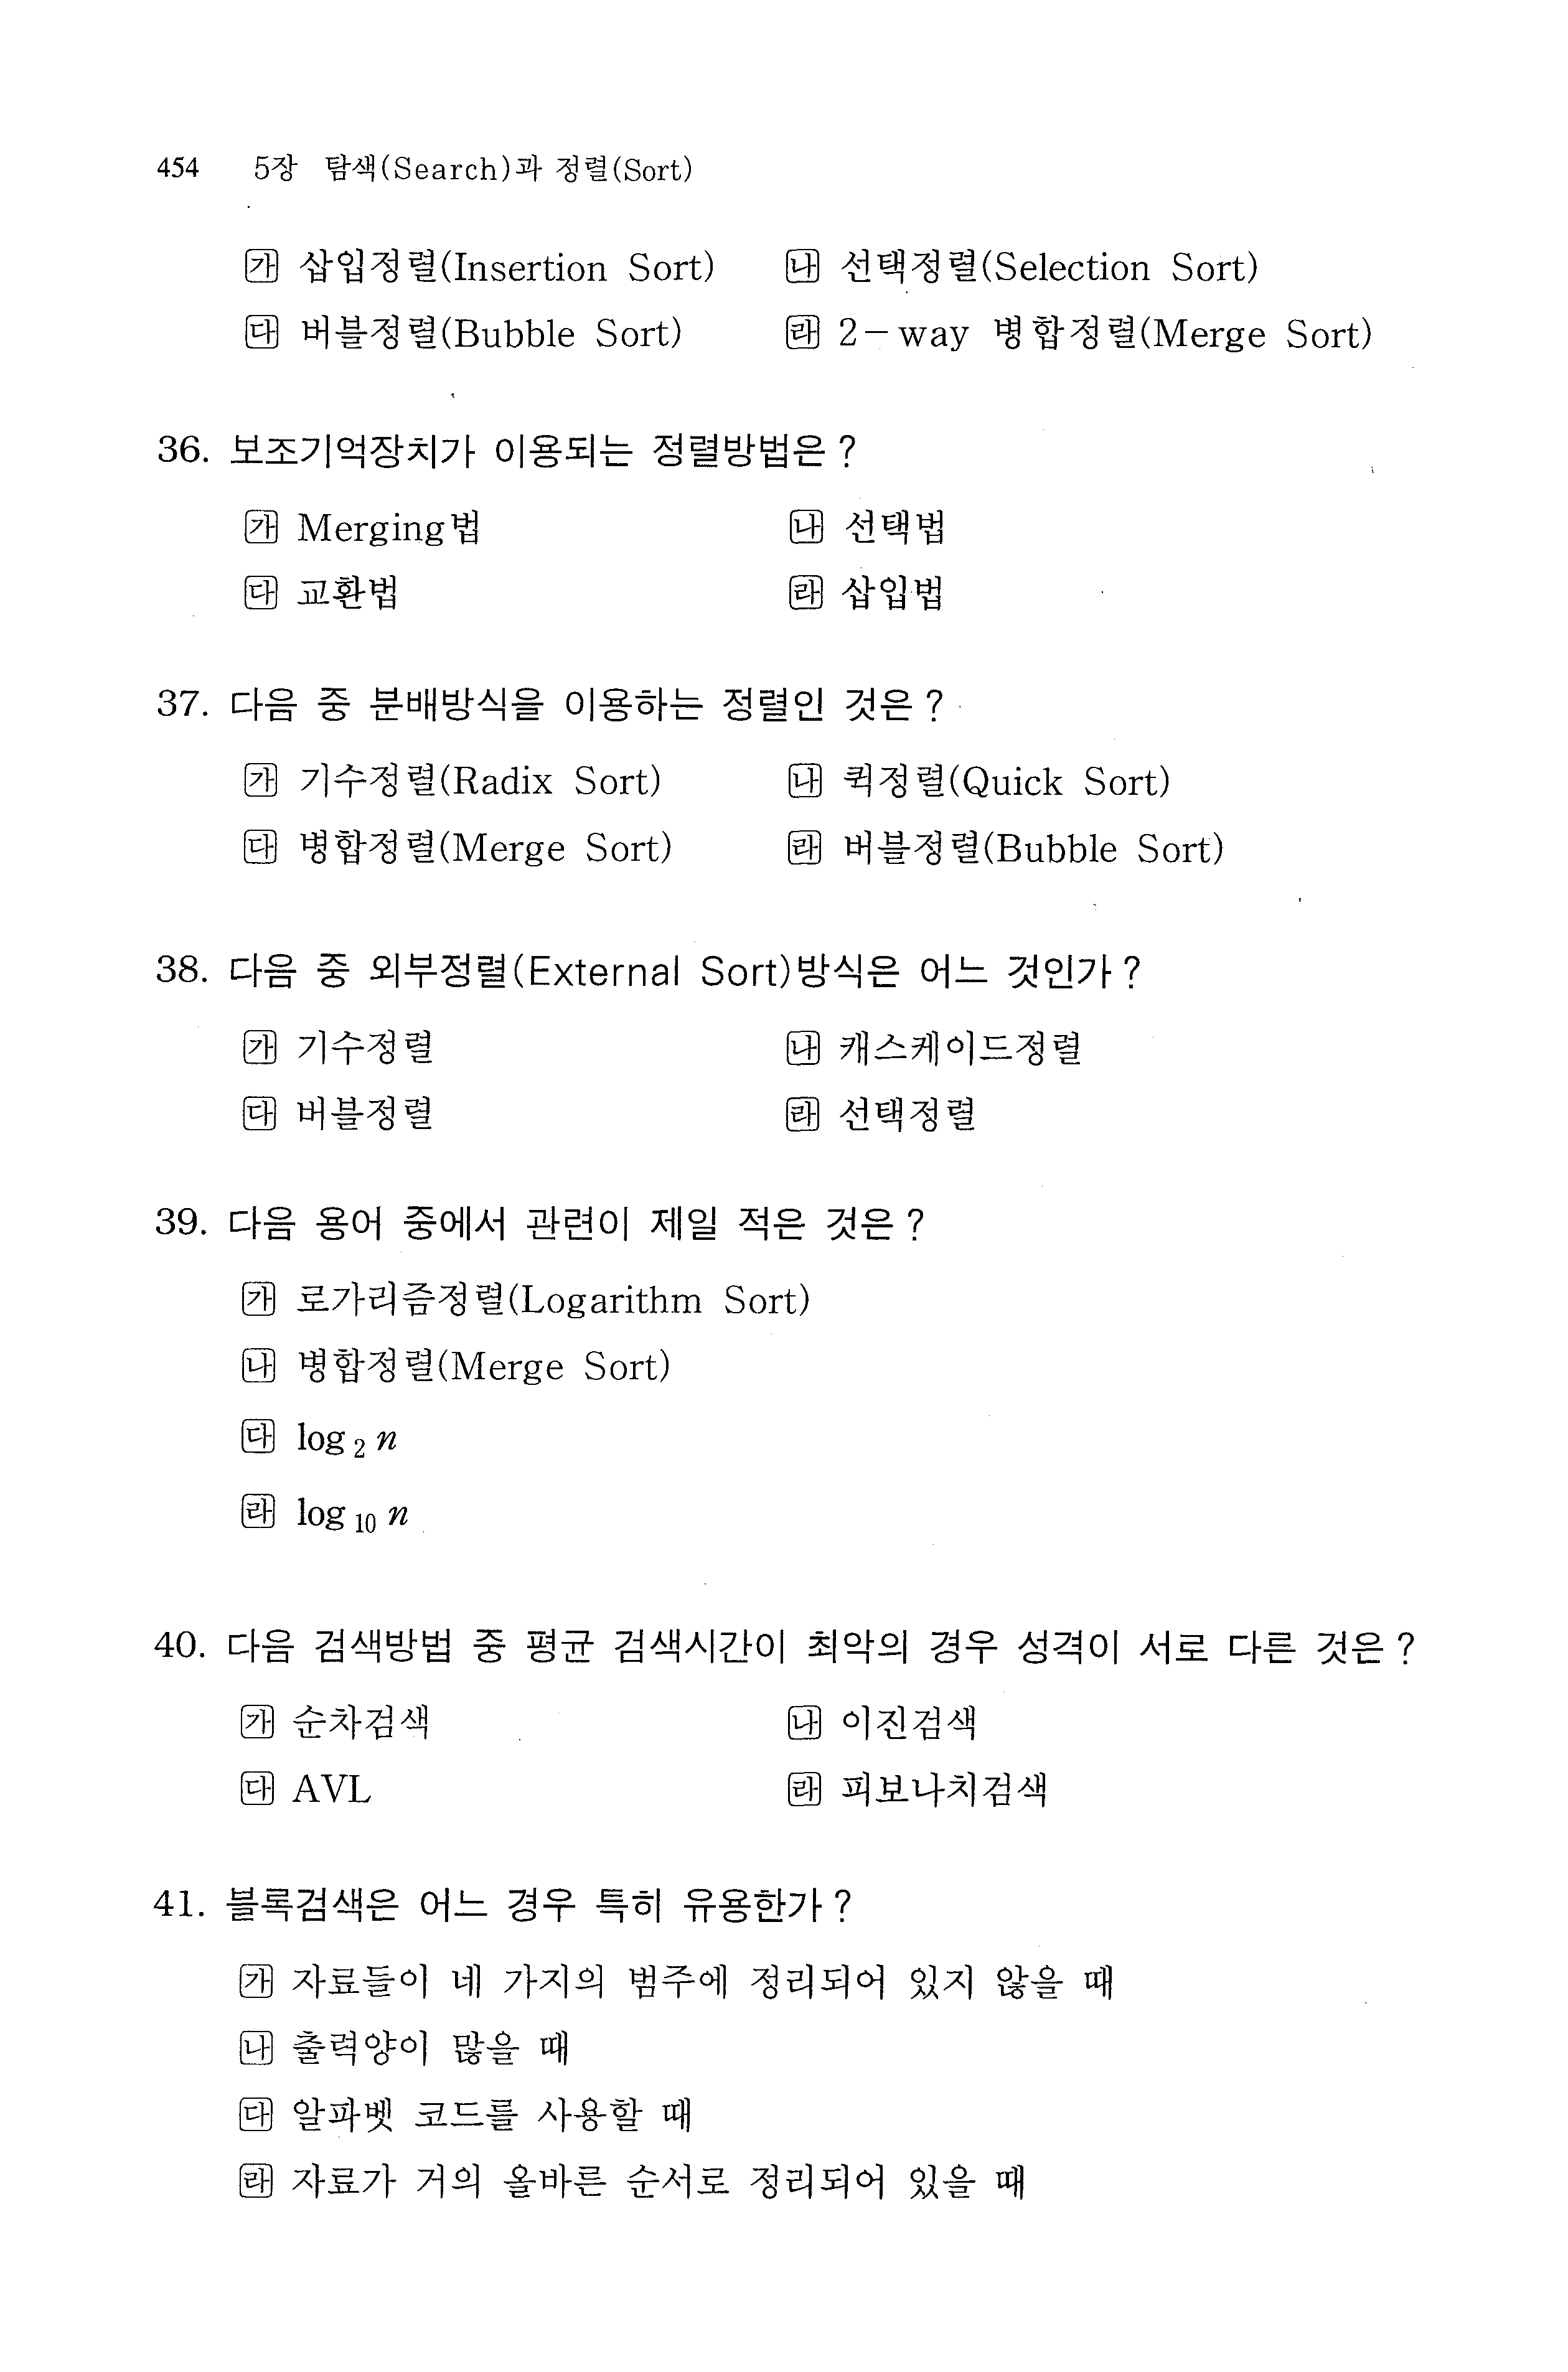 454 5장 탐색(Search)과 정렬(Sort)
㉮ 삽입정렬(Insertion Sort) ㉯ 선택정렬(Selection Sort)
㉰ 버블정렬(Bubble Sort) ㉱ 2-way 병합정렬(Merge Sort)
36. 보조기억장치가 이용되는 정렬방법은?
㉮ Merging법 ㉯ 선택법
㉰ 교환법 ㉱ 삽입법
37. 다음 중 분배방식을 이용하는 정렬인 것은?
㉮ 기수정렬(Radix Sort) ㉯ 퀵정렬(Quick Sort)
㉰ 병합정렬(Merge Sort) ㉱ 버블정렬(Bubble Sort)
38. 다음 중 외부정렬(External Sort)방식은 어느 것인가?
㉮ 기수정렬 ㉯ 캐스케이드정렬
㉰ 버블정렬 ㉱ 선택정렬
39. 다음 용어 중에서 관련이 제일 적은 것은?
㉮ 로가리즘정렬(Logarithm Sort)
㉯ 병합정렬(Merge Sort)
㉰ log₂ n
㉱ log₁₀ n
40. 다음 검색방법 중 평균 검색시간이 최악의 경우 성격이 서로 다른 것은?
㉮ 순차검색 ㉯ 이진검색
㉰ AVL ㉱ 피보나치검색
41. 블록검색은 어느 경우 특히 유용한가?
㉮ 자료들이 네 가지의 범주에 정리되어 있지 않을 때
㉯ 출력양이 많을 때
㉰ 알파벳 코드를 사용할 때
㉱ 자료가 거의 올바른 순서로 정리되어 있을 때